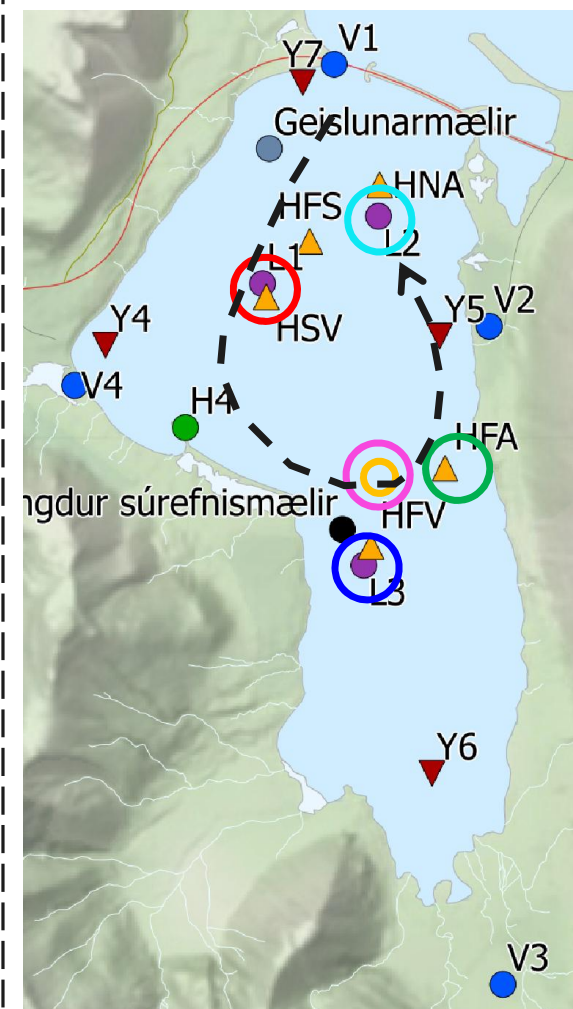 V1
Y7
Geislunarmælir
HNA
HFS
L2
L1
HSV
Y5
V2
Y4
V4
H4
HFA
ngdur súrefnismælir
HFV
L3
Y6
V3